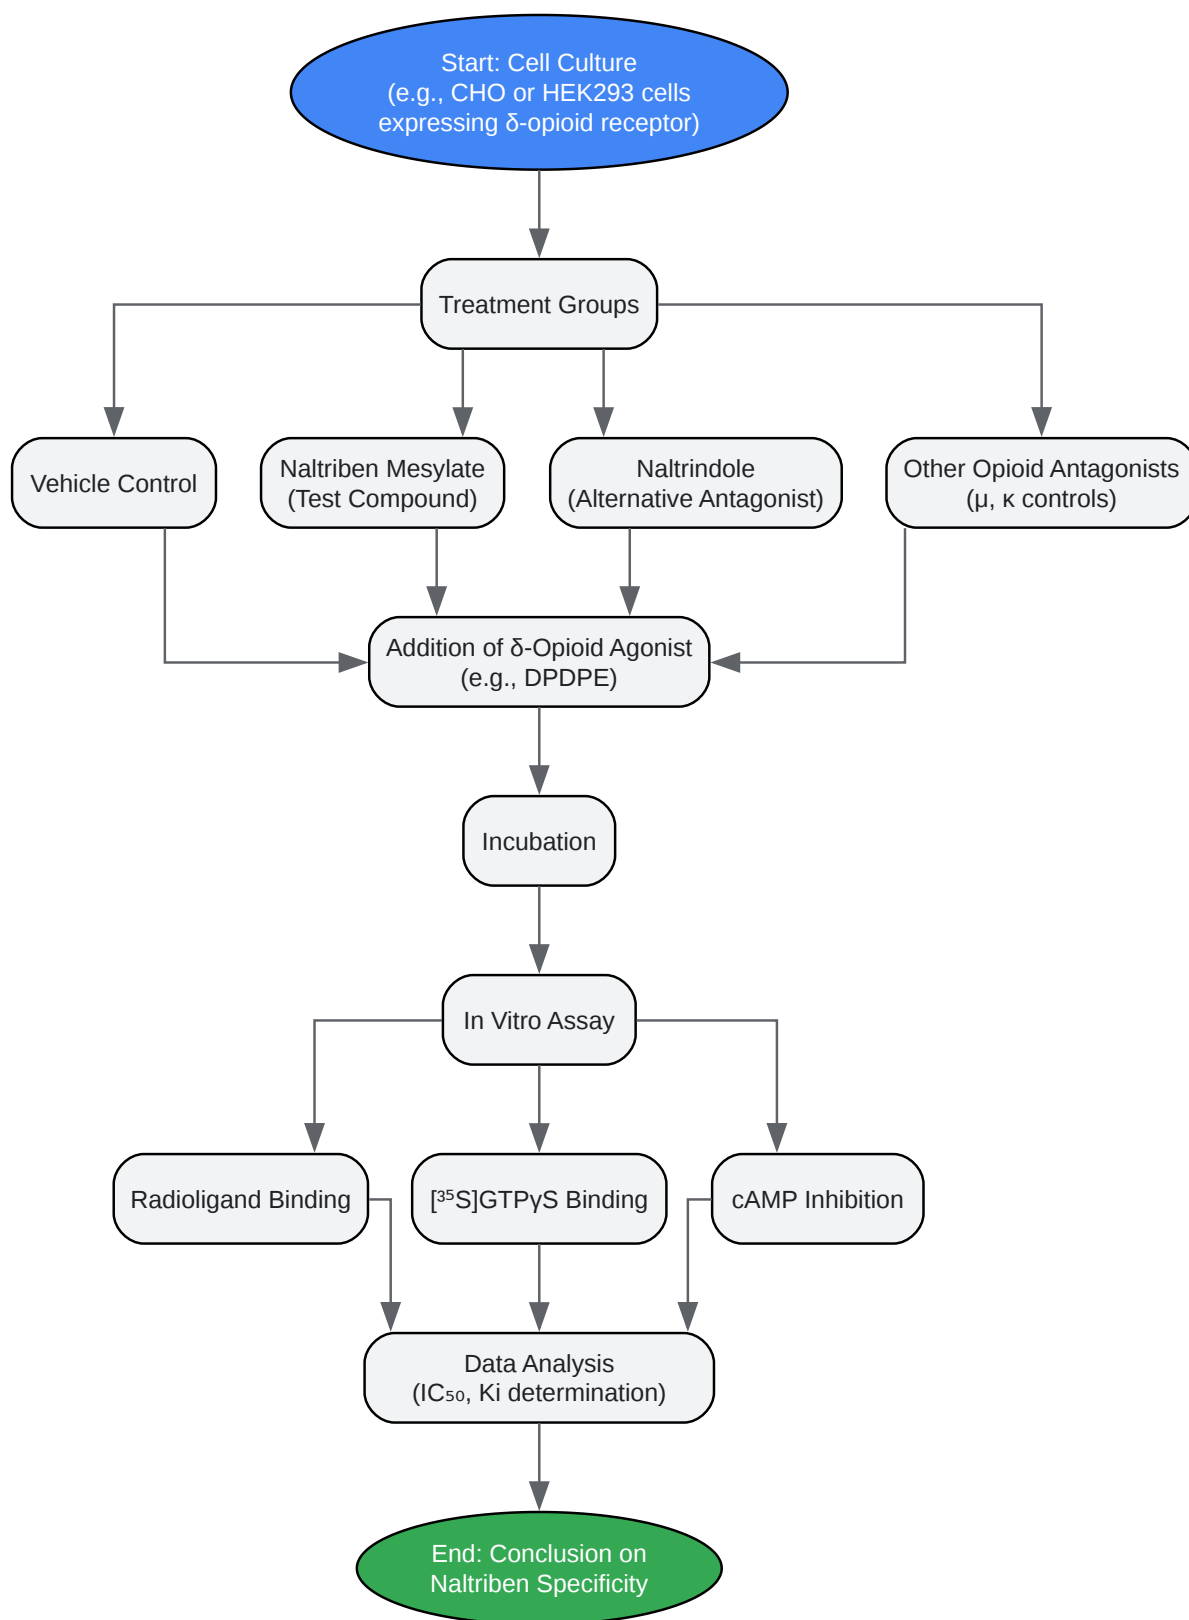 Start: Cell Culture
(e.g., CHO or HEK293 cells
expressing δ-opioid receptor)
Treatment Groups
Vehicle Control
Naltriben Mesylate
(Test Compound)
Naltrindole
(Alternative Antagonist)
Other Opioid Antagonists
(μ, κ controls)
Addition of δ-Opioid Agonist
(e.g., DPDPE)
Incubation
In Vitro Assay
Radioligand Binding
[³⁵S]GTPγS Binding
cAMP Inhibition
Data Analysis
(IC₅₀, Ki determination)
End: Conclusion on
Naltriben Specificity